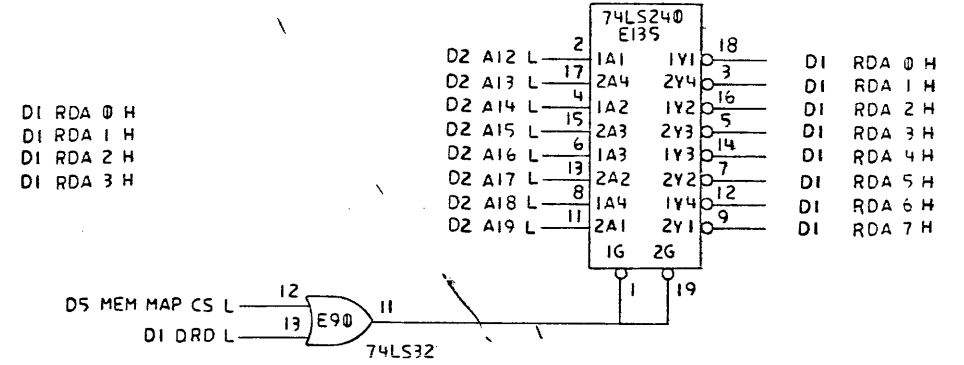 74LS240
E135
D2 A12 L 2 1A1 1Y1 18 D1 RDA 0 H
D2 A13 L 17 2A4 2Y4 3 D1 RDA 1 H
D2 A14 L 4 1A2 1Y2 16 D1 RDA 2 H
D2 A15 L 15 2A3 2Y3 5 D1 RDA 3 H
D2 A16 L 6 1A3 1Y3 14 D1 RDA 4 H
D2 A17 L 13 2A2 2Y2 7 D1 RDA 5 H
D2 A18 L 8 1A4 1Y4 12 D1 RDA 6 H
D2 A19 L 11 2A1 2Y1 9 D1 RDA 7 H
1G 2G
1 19
D1 RDA 0 H
D1 RDA 1 H
D1 RDA 2 H
D1 RDA 3 H
D5 MEM MAP CS L 12
D1 DRD L 13
E90 11
74LS32